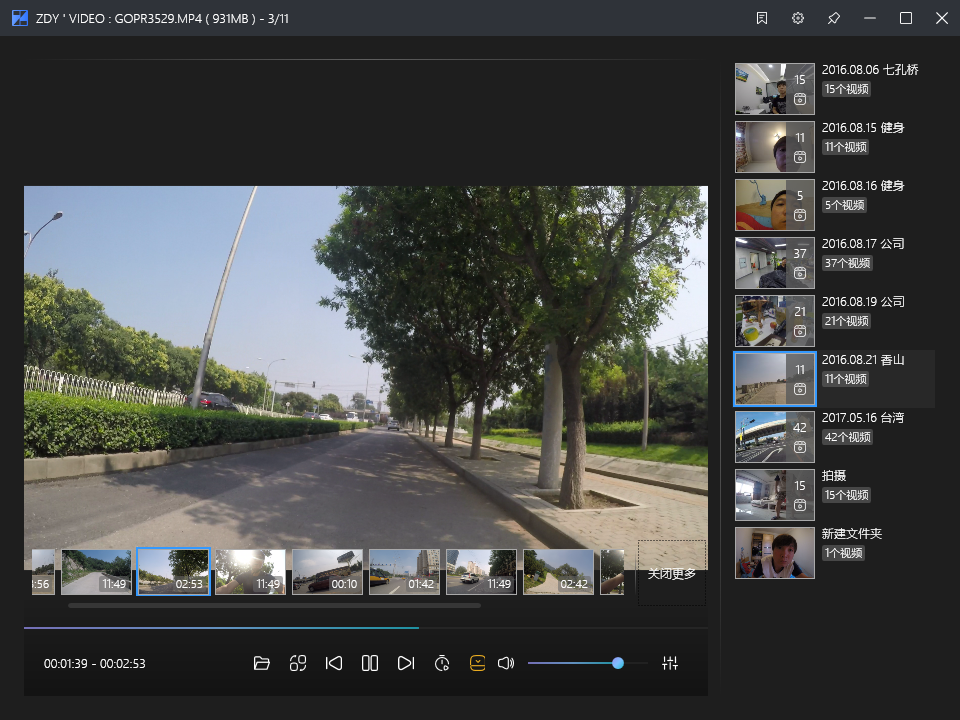 ZDY ' VIDEO : GOPR3529.MP4 ( 931MB ) - 3/11
15
2016.08.06 七孔桥
15个视频
11
2016.08.15 健身
11个视频
5
2016.08.16 健身
5个视频
37
2016.08.17 公司
37个视频
21
2016.08.19 公司
21个视频
11
2016.08.21 香山
11个视频
42
2017.05.16 台湾
42个视频
15
拍摄
15个视频
新建文件夹
1个视频
:56
11:49
02:53
11:49
00:10
01:42
11:49
02:42
关闭更多
00:01:39 - 00:02:53